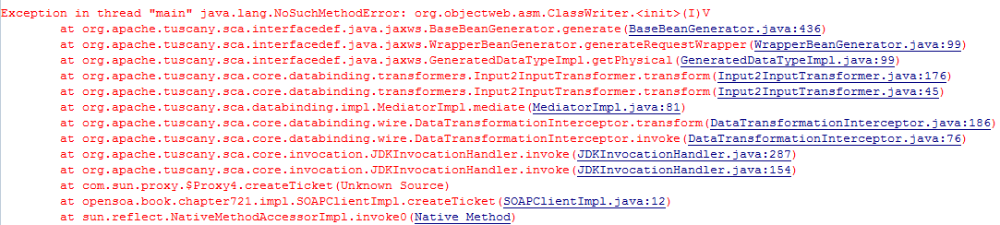 Exception in thread "main" java.lang.NoSuchMethodError: org.objectweb.asm.ClassWriter.<init>(I)V
at org.apache.tuscany.sca.interfacedef.java.jaxws.BaseBeanGenerator.generate(BaseBeanGenerator.java:436)
at org.apache.tuscany.sca.interfacedef.java.jaxws.WrapperBeanGenerator.generateRequestWrapper(WrapperBeanGenerator.java:99)
at org.apache.tuscany.sca.interfacedef.java.jaxws.GeneratedDataTypeImpl.getPhysical(GeneratedDataTypeImpl.java:99)
at org.apache.tuscany.sca.core.databinding.transformers.Input2InputTransformer.transform(Input2InputTransformer.java:176)
at org.apache.tuscany.sca.core.databinding.transformers.Input2InputTransformer.transform(Input2InputTransformer.java:45)
at org.apache.tuscany.sca.databinding.impl.MediatorImpl.mediate(MediatorImpl.java:81)
at org.apache.tuscany.sca.core.databinding.wire.DataTransformationInterceptor.transform(DataTransformationInterceptor.java:186)
at org.apache.tuscany.sca.core.databinding.wire.DataTransformationInterceptor.invoke(DataTransformationInterceptor.java:76)
at org.apache.tuscany.sca.core.invocation.JDKInvocationHandler.invoke(JDKInvocationHandler.java:287)
at org.apache.tuscany.sca.core.invocation.JDKInvocationHandler.invoke(JDKInvocationHandler.java:154)
at com.sun.proxy.$Proxy4.createTicket(Unknown Source)
at opensoa.book.chapter721.impl.SOAPClientImpl.createTicket(SOAPClientImpl.java:12)
at sun.reflect.NativeMethodAccessorImpl.invoke0(Native Method)